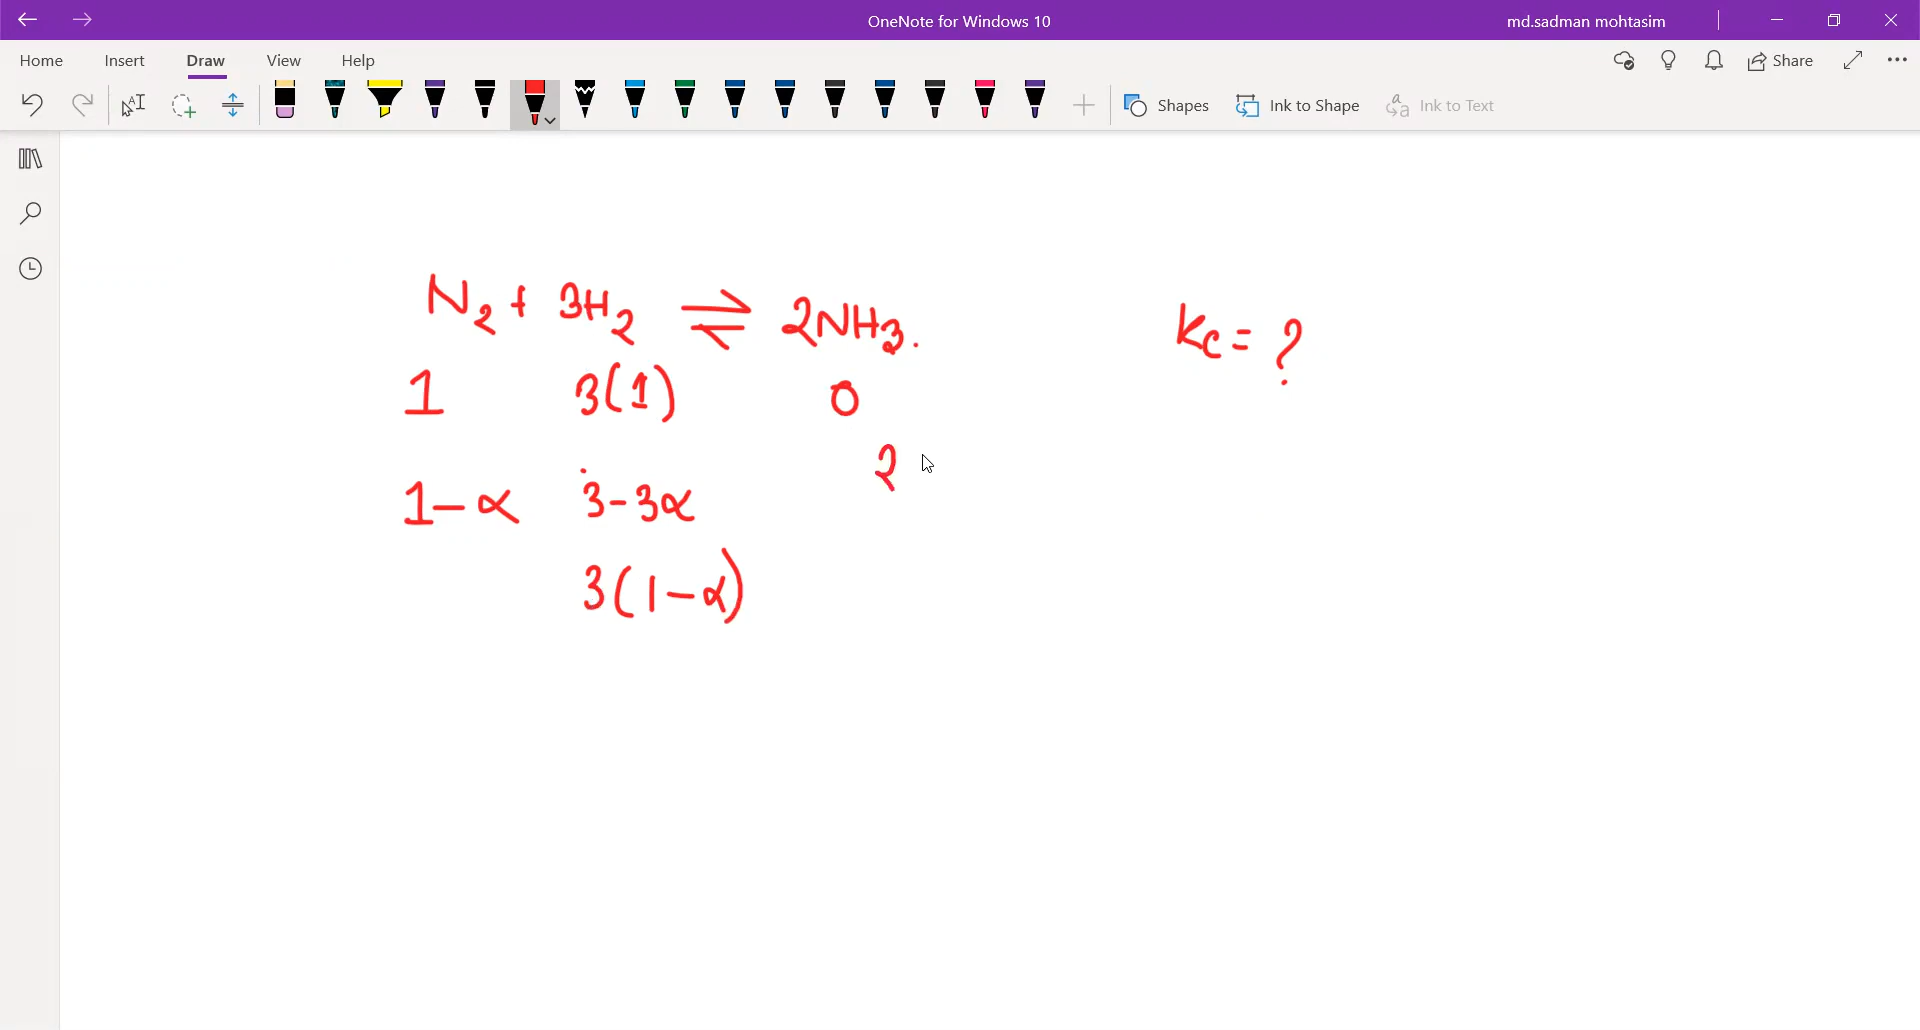 OneNote for Windows 10
md.sadman mohtasim
Home Insert Draw View Help
Share
Shapes Ink to Shape Ink to Text
N₂ + 3H₂ ⇌ 2NH₃.
Kc = ?
1 3(1) 0
2
1-α 3-3α
3(1-α)